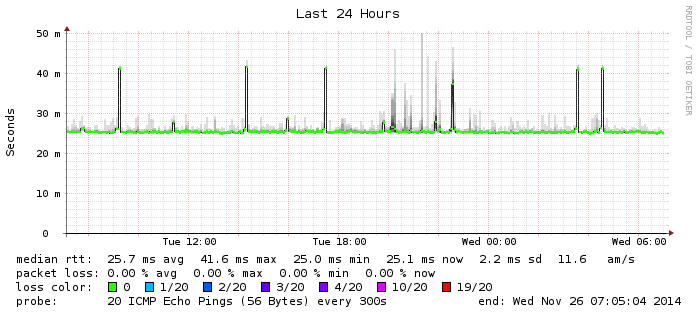 Last 24 Hours
RRDTOOL / TOBI OETIKER
Seconds
50 m
40 m
30 m
20 m
10 m
0
Tue 12:00 Tue 18:00 Wed 00:00 Wed 06:00
median rtt: 25.7 ms avg 41.6 ms max 25.0 ms min 25.1 ms now 2.2 ms sd 11.6 am/s
packet loss: 0.00 % avg 0.00 % max 0.00 % min 0.00 % now
loss color: 0 1/20 2/20 3/20 4/20 10/20 19/20
probe: 20 ICMP Echo Pings (56 Bytes) every 300s end: Wed Nov 26 07:05:04 2014